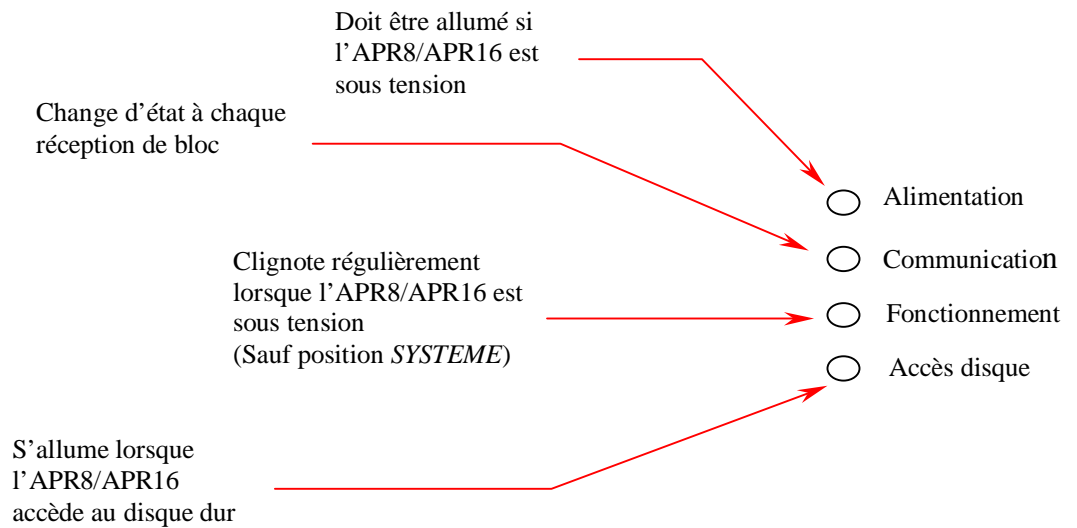 Doit être allumé si
l'APR8/APR16 est
sous tension
Change d'état à chaque
réception de bloc
Alimentation
Communication
Clignote régulièrement
lorsque l'APR8/APR16 est
sous tension
(Sauf position SYSTEME)
Fonctionnement
Accès disque
S'allume lorsque
l'APR8/APR16
accède au disque dur